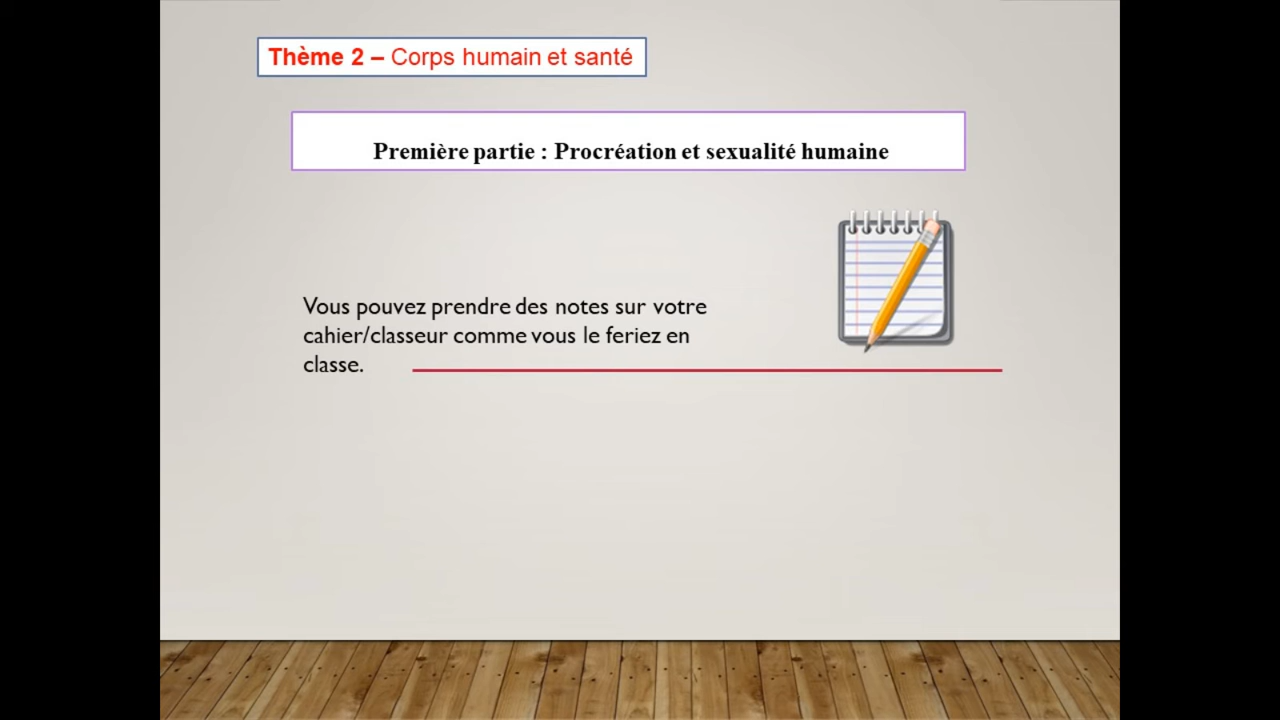 Thème 2 – Corps humain et santé
Première partie : Procréation et sexualité humaine
Vous pouvez prendre des notes sur votre
cahier/classeur comme vous le feriez en
classe.